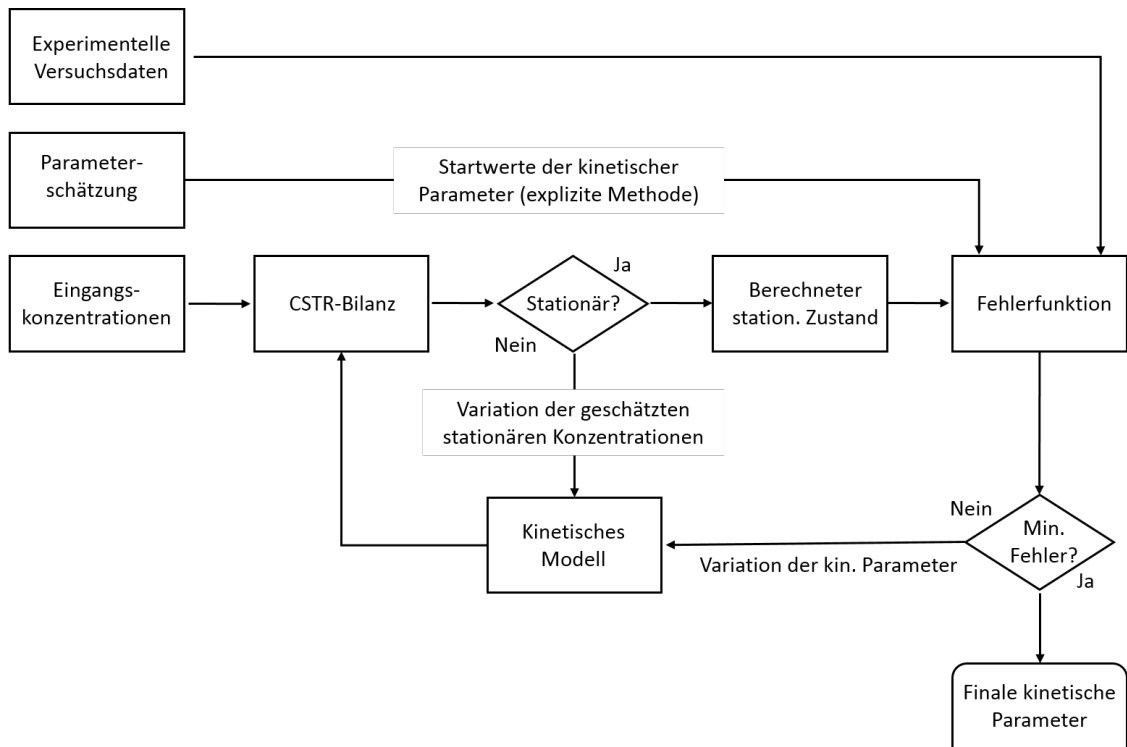 Experimentelle
Versuchsdaten
Parameter-
schätzung
Startwerte der kinetischer
Parameter (explizite Methode)
Eingangs-
konzentrationen
CSTR-Bilanz
Ja
Stationär?
Nein
Berechneter
station. Zustand
Fehlerfunktion
Variation der geschätzten
stationären Konzentrationen
Kinetisches
Modell
Nein
Min.
Fehler?
Variation der kin. Parameter
Ja
Finale kinetische
Parameter